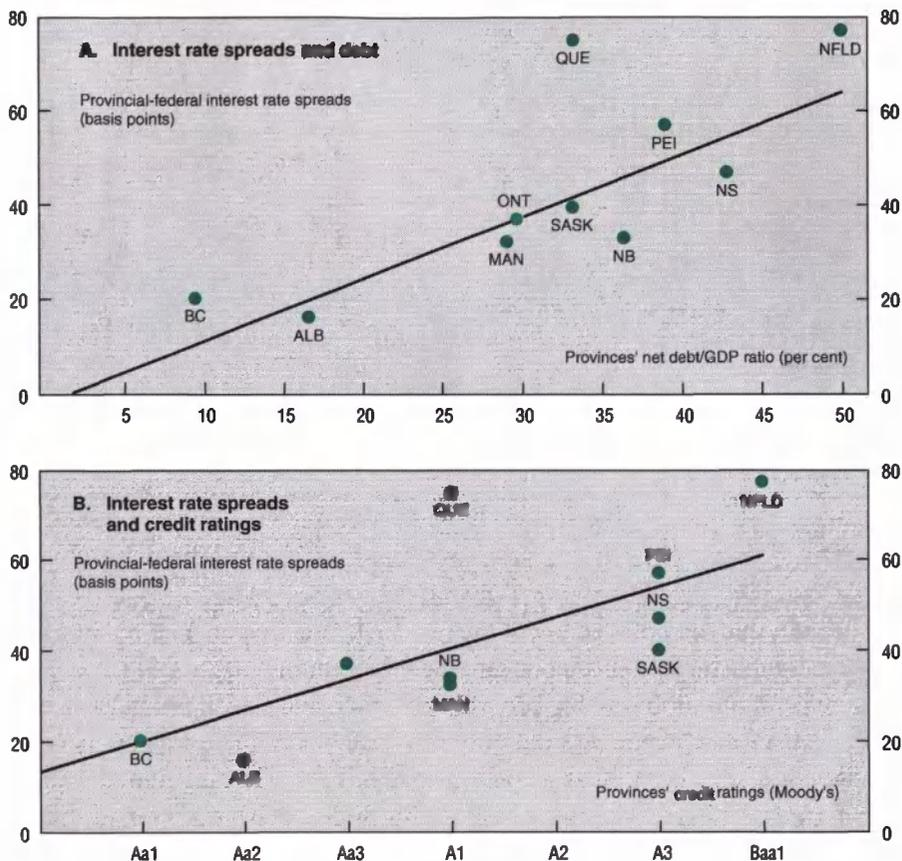 80
60
40
20
0
A. Interest rate spreads
Provincial-federal interest rate spreads
(basis points)
QUE
NFLD
PEI
NS
ONT
SASK
MAN
NB
BC
ALB
Provinces' net debt/GDP ratio (per cent)
80
60
40
20
0
5 10 15 20 25 30 35 40 45 50
80
60
40
20
0
B. Interest rate spreads
and credit ratings
Provincial-federal interest rate spreads
(basis points)
NS
NB
SASK
BC
Provinces' ratings (Moody's)
80
60
40
20
0
Aa1 Aa2 Aa3 A1 A2 A3 Baa1